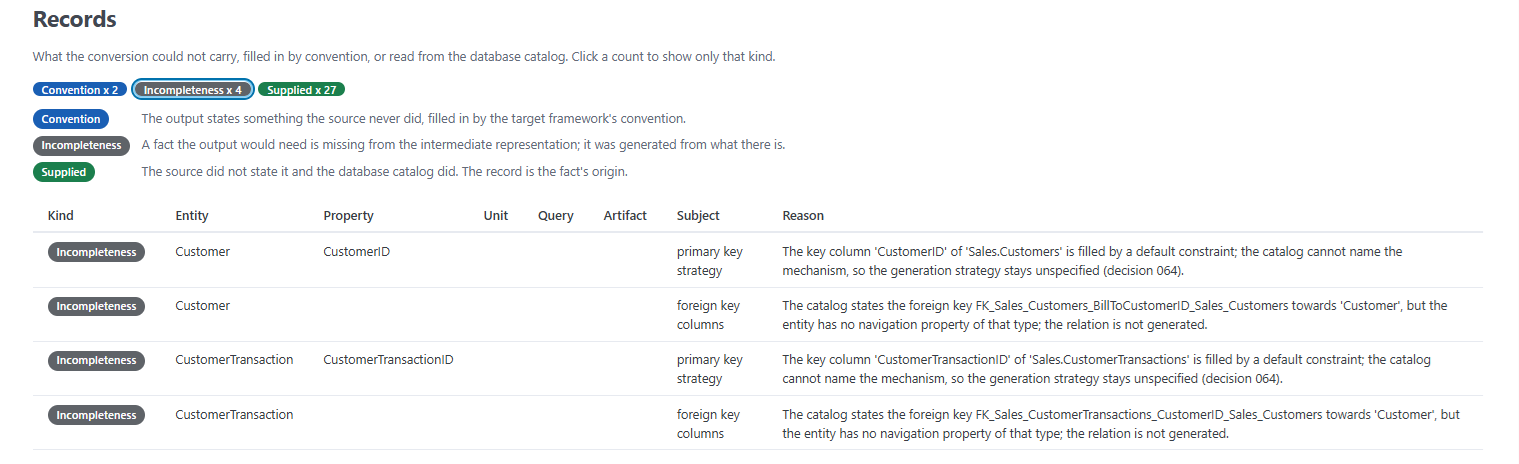 Records
What the conversion could not carry, filled in by convention, or read from the database catalog. Click a count to show only that kind.
Convention x 2 Incompleteness x 4 Supplied x 27
Convention The output states something the source never did, filled in by the target framework's convention.
Incompleteness A fact the output would need is missing from the intermediate representation; it was generated from what there is.
Supplied The source did not state it and the database catalog did. The record is the fact's origin.
Kind Entity Property Unit Query Artifact Subject Reason
Incompleteness Customer CustomerID primary key The key column 'CustomerID' of 'Sales.Customers' is filled by a default constraint; the catalog cannot name the
strategy mechanism, so the generation strategy stays unspecified (decision 064).
Incompleteness Customer foreign key The catalog states the foreign key FK_Sales_Customers_BillToCustomerID_Sales_Customers towards 'Customer', but the
columns entity has no navigation property of that type; the relation is not generated.
Incompleteness CustomerTransaction CustomerTransactionID primary key The key column 'CustomerTransactionID' of 'Sales.CustomerTransactions' is filled by a default constraint; the catalog
strategy cannot name the mechanism, so the generation strategy stays unspecified (decision 064).
Incompleteness CustomerTransaction foreign key The catalog states the foreign key FK_Sales_CustomerTransactions_CustomerID_Sales_Customers towards 'Customer', but
columns the entity has no navigation property of that type; the relation is not generated.